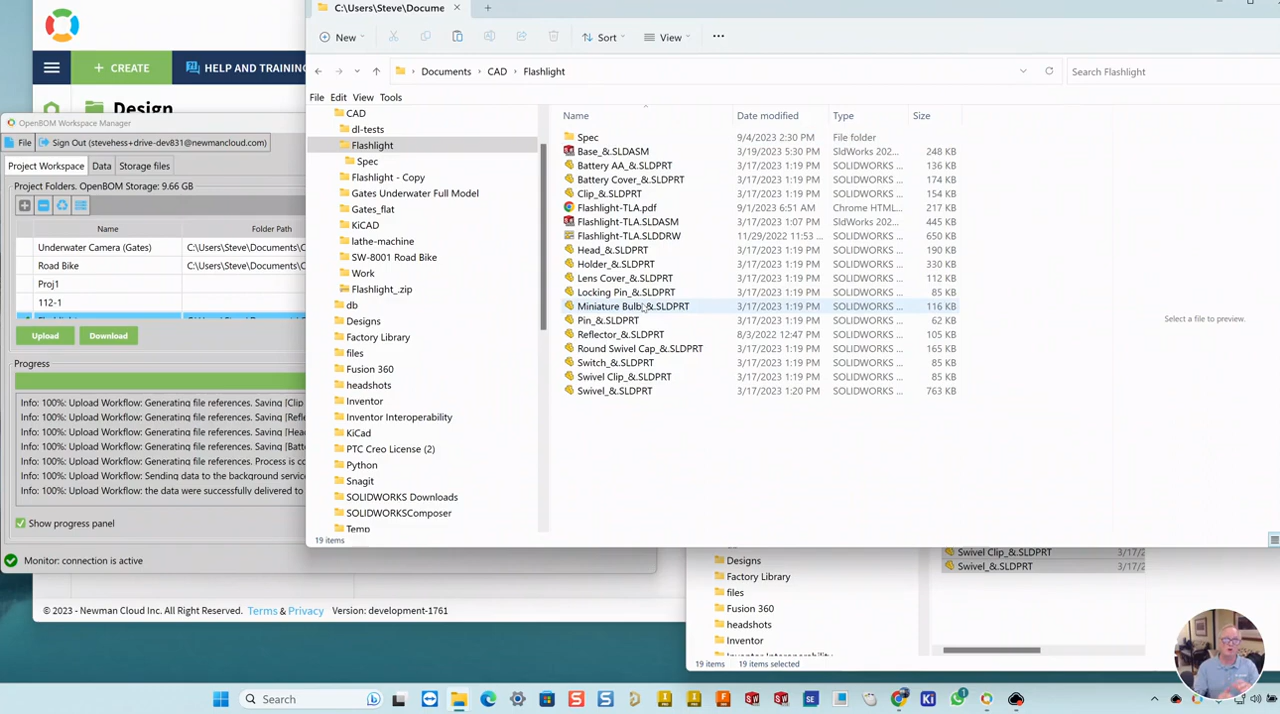 C:\Users\Steve\Docume
New
Sort
View
CREATE
HELP AND TRAININ
Documents
CAD
Flashlight
Search Flashlight
File Edit View Tools
Design
CAD
dl-tests
Flashlight
Spec
Flashlight - Copy
Gates Underwater Full Model
Gates_flat
KiCAD
lathe-machine
SW-8001 Road Bike
Work
Flashlight_.zip
db
Designs
Factory Library
files
Fusion 360
headshots
Inventor
Inventor Interoperability
KiCad
PTC Creo License (2)
Python
Snagit
SOLIDWORKS Downloads
SOLIDWORKSComposer
Temp
19 items
Name Date modified Type Size
Spec 9/4/2023 2:30 PM File folder
Base_&.SLDASM 3/19/2023 5:30 PM SldWorks 202... 248 KB
Battery AA_&.SLDPRT 3/17/2023 1:19 PM SOLIDWORKS ... 136 KB
Battery Cover_&.SLDPRT 3/17/2023 1:19 PM SOLIDWORKS ... 174 KB
Clip_&.SLDPRT 3/17/2023 1:19 PM SOLIDWORKS ... 154 KB
Flashlight-TLA.pdf 9/1/2023 6:51 AM Chrome HTML... 217 KB
Flashlight-TLA.SLDASM 3/17/2023 1:07 PM SldWorks 202... 445 KB
Flashlight-TLA.SLDDRW 11/29/2022 11:53 ... SOLIDWORKS ... 650 KB
Head_&.SLDPRT 3/17/2023 1:19 PM SOLIDWORKS ... 190 KB
Holder_&.SLDPRT 3/17/2023 1:19 PM SOLIDWORKS ... 330 KB
Lens Cover_&.SLDPRT 3/17/2023 1:19 PM SOLIDWORKS ... 112 KB
Locking Pin_&.SLDPRT 3/17/2023 1:19 PM SOLIDWORKS ... 85 KB
Miniature Bulb_&.SLDPRT 3/17/2023 1:19 PM SOLIDWORKS ... 116 KB
Pin_&.SLDPRT 3/17/2023 1:19 PM SOLIDWORKS ... 62 KB
Reflector_&.SLDPRT 8/3/2022 12:47 PM SOLIDWORKS ... 105 KB
Round Swivel Cap_&.SLDPRT 3/17/2023 1:19 PM SOLIDWORKS ... 165 KB
Switch_&.SLDPRT 3/17/2023 1:19 PM SOLIDWORKS ... 85 KB
Swivel Clip_&.SLDPRT 3/17/2023 1:19 PM SOLIDWORKS ... 85 KB
Swivel_&.SLDPRT 3/17/2023 1:20 PM SOLIDWORKS ... 763 KB
Select a file to preview.
OpenBOM Workspace Manager
File Sign Out (stevehess+drive-dev831@newmancloud.com)
Project Workspace Data Storage files
Project Folders. OpenBOM Storage: 9.66 GB
Name Folder Path
Underwater Camera (Gates) C:\Users\Steve\Documents\C
Road Bike C:\Users\Steve\Documents\C
Proj1
112-1
Upload Download
Progress
Info: 100%: Upload Workflow: Generating file references. Saving [Clip
Info: 100%: Upload Workflow: Generating file references. Saving [Refle
Info: 100%: Upload Workflow: Generating file references. Saving [Head
Info: 100%: Upload Workflow: Generating file references. Saving [Batt
Info: 100%: Upload Workflow: Generating file references. Process is co
Info: 100%: Upload Workflow: Sending data to the background service
Info: 100%: Upload Workflow: the data were successfully delivered to
Show progress panel
Monitor: connection is active
© 2023 - Newman Cloud Inc. All Right Reserved. Terms & Privacy Version: development-1761
Designs
Factory Library
files
Fusion 360
headshots
Inventor
Swivel Clip_&.SLDPRT 3/17/2
Swivel_&.SLDPRT 3/17/2
19 items 19 items selected
Search